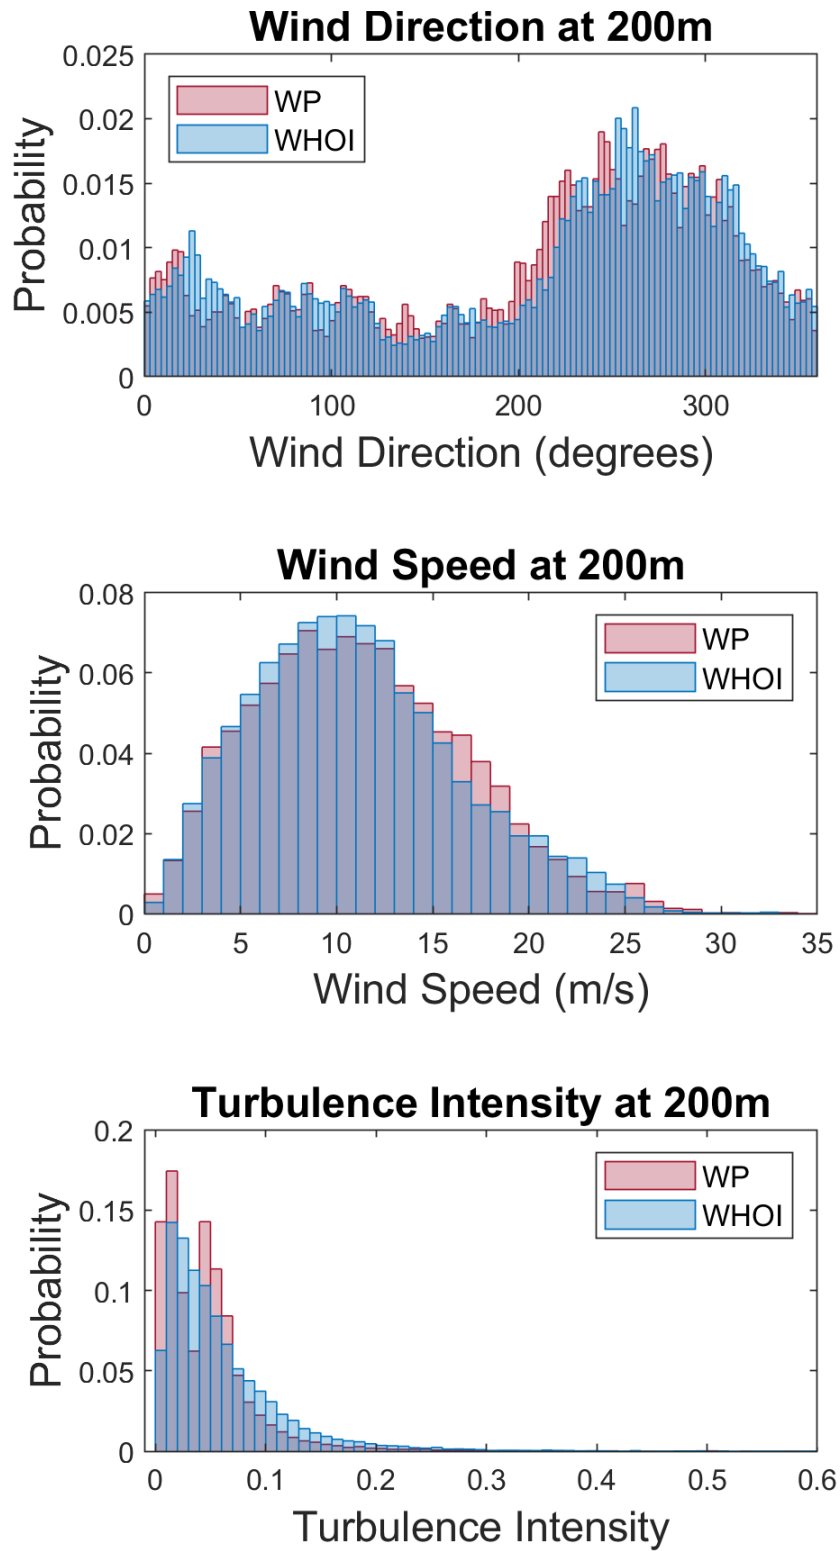 Wind Direction at 200m
0.025
0.02
0.015
0.01
0.005
0
Probability
WP
WHOI
0 100 200 300
Wind Direction (degrees)
Wind Speed at 200m
0.08
0.06
0.04
0.02
0
Probability
WP
WHOI
0 5 10 15 20 25 30 35
Wind Speed (m/s)
Turbulence Intensity at 200m
0.2
0.15
0.1
0.05
0
Probability
WP
WHOI
0 0.1 0.2 0.3 0.4 0.5 0.6
Turbulence Intensity